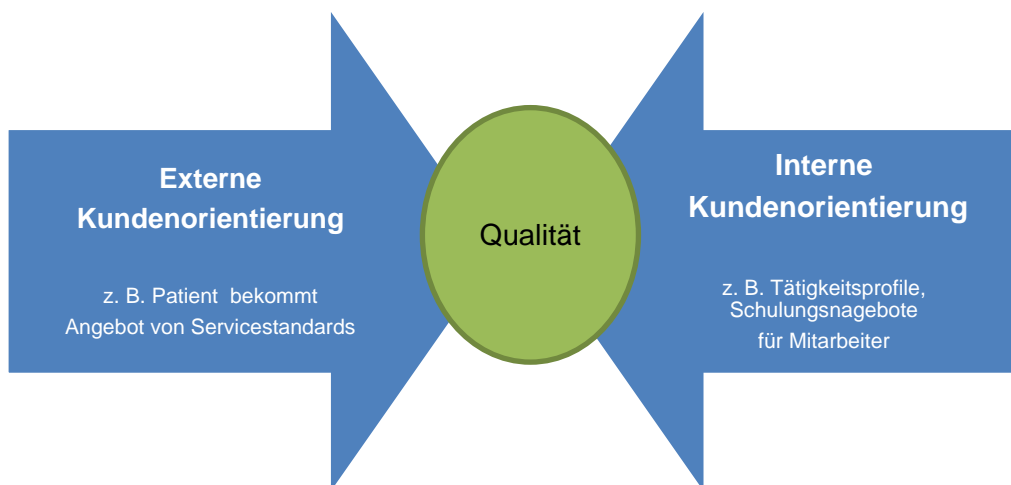 Externe
Kundenorientierung
z. B. Patient  bekommt
Angebot von Servicestandards
Qualität
Interne
Kundenorientierung
z. B. Tätigkeitsprofile,
Schulungsnagebote
für Mitarbeiter